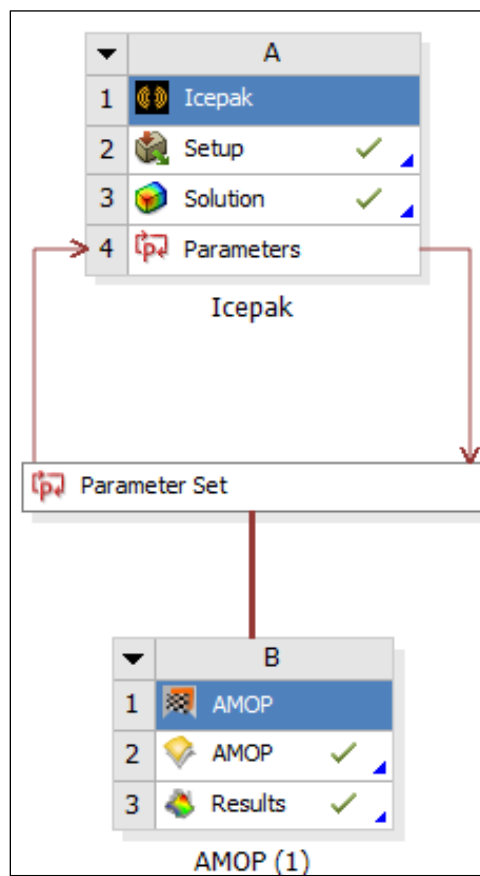 A
1 Icepak
2 Setup
3 Solution
4 Parameters
Icepak
Parameter Set
B
1 AMOP
2 AMOP
3 Results
AMOP (1)